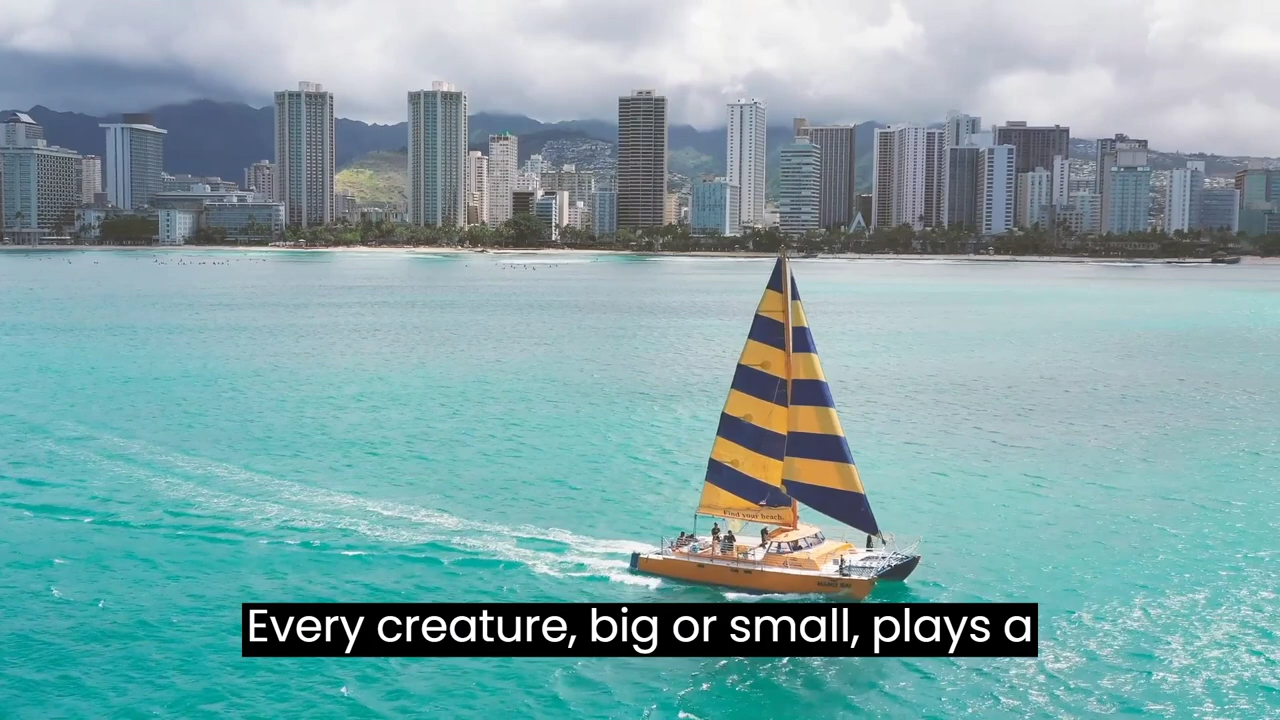 Find your beach.
Every creature, big or small, plays a